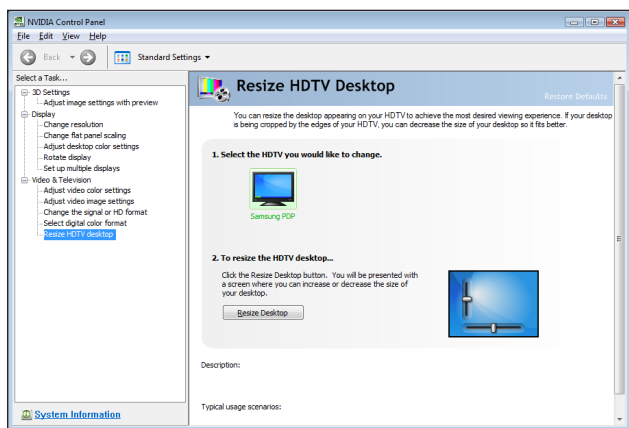 NVIDIA Control Panel
File Edit View Help
Back
Standard Settings
Select a Task...
Resize HDTV Desktop
Restore Defaults
3D Settings
Adjust image settings with preview
Display
Change resolution
Change flat panel scaling
Adjust desktop color settings
Rotate display
Set up multiple displays
Video & Television
Adjust video color settings
Adjust video image settings
Change the signal or HD format
Select digital color format
Resize HDTV desktop
System Information
You can resize the desktop appearing on your HDTV to achieve the most desired viewing experience. If your desktop
is being cropped by the edges of your HDTV, you can decrease the size of your desktop so it fits better.
1. Select the HDTV you would like to change.
Samsung PDP
2. To resize the HDTV desktop...
Click the Resize Desktop button. You will be presented with
a screen where you can increase or decrease the size of
your desktop.
Resize Desktop
Description:
Typical usage scenarios: